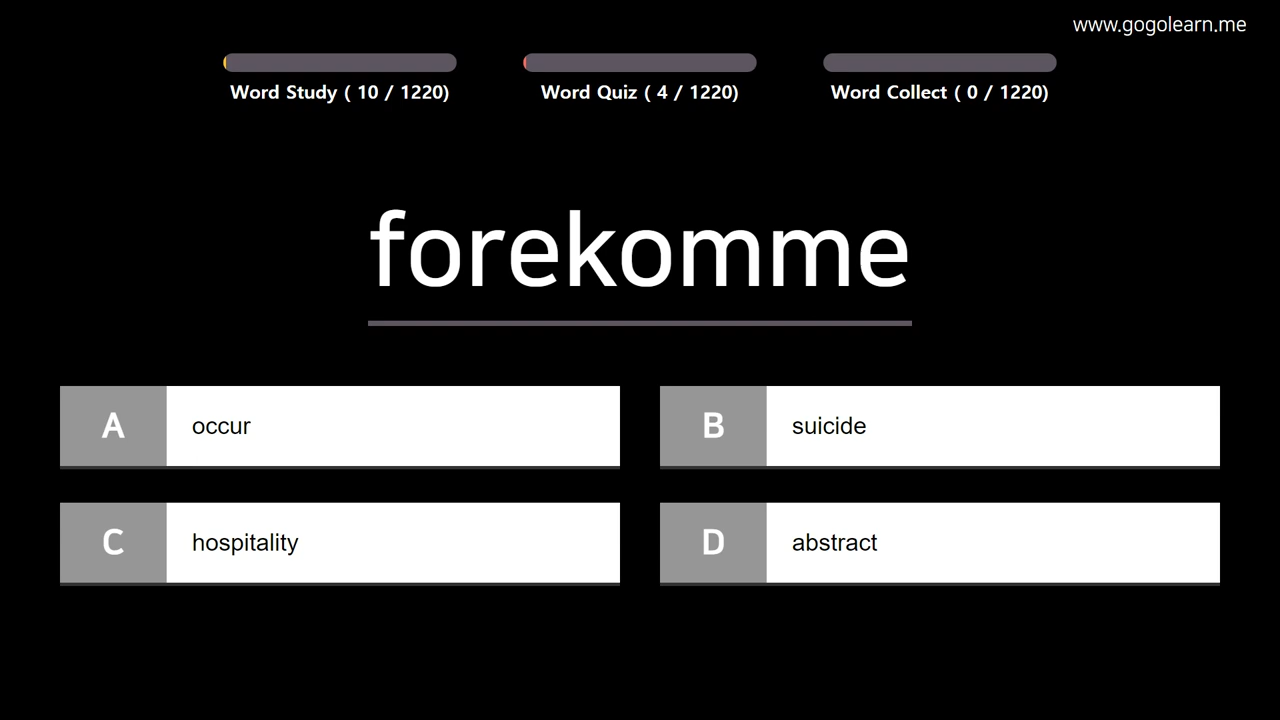 www.gogolearn.me
Word Study ( 10 / 1220)
Word Quiz ( 4 / 1220)
Word Collect ( 0 / 1220)
forekomme
A occur
B suicide
C hospitality
D abstract